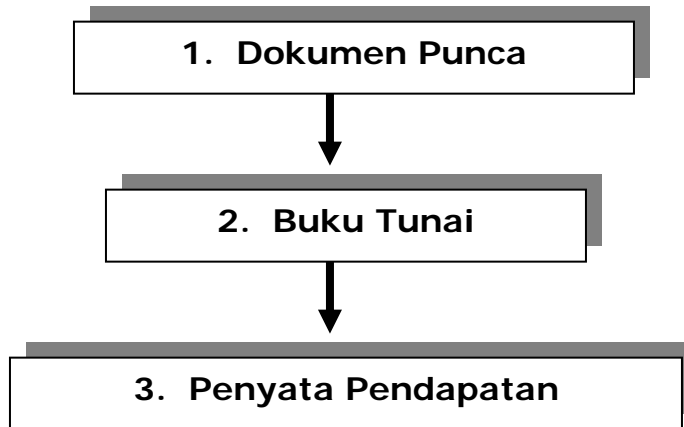 1. Dokumen Punca
2. Buku Tunai
3. Penyata Pendapatan